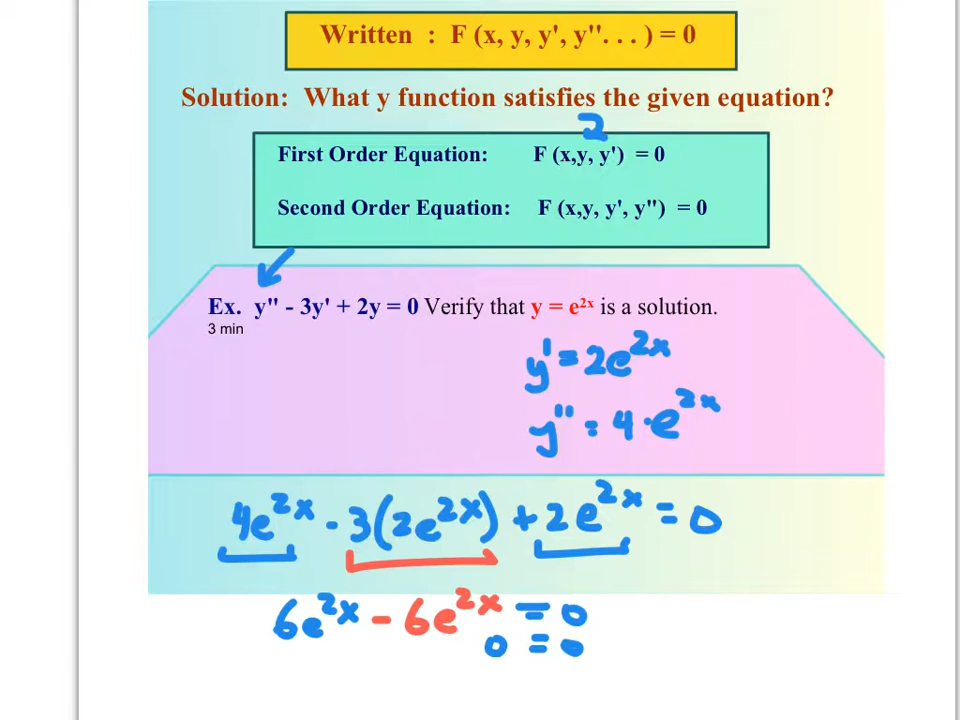 Written : F (x, y, y', y''. . . ) = 0
Solution: What y function satisfies the given equation?
2
First Order Equation: F (x,y, y') = 0
Second Order Equation: F (x,y, y', y") = 0
Ex. y" - 3y' + 2y = 0 Verify that y = e²ˣ is a solution.
3 min
y' = 2e²ˣ
y" = 4·e²ˣ
4e²ˣ - 3(2e²ˣ) + 2e²ˣ = 0
6e²ˣ - 6e²ˣ = 0
0 = 0